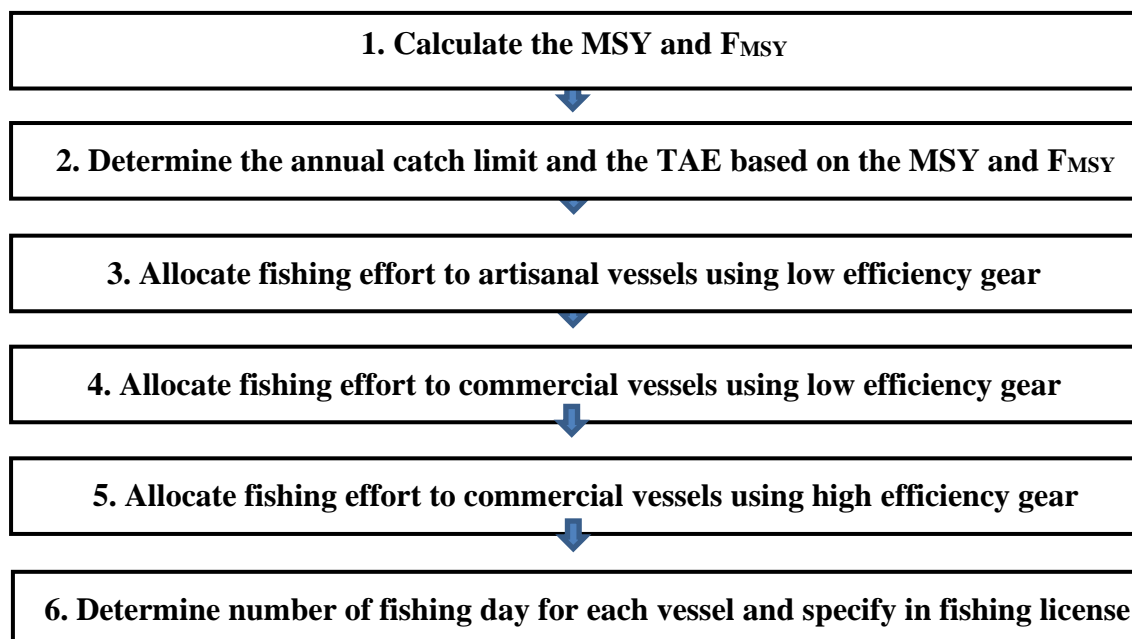 1. Calculate the MSY and FMSY
2. Determine the annual catch limit and the TAE based on the MSY and FMSY
3. Allocate fishing effort to artisanal vessels using low efficiency gear
4. Allocate fishing effort to commercial vessels using low efficiency gear
5. Allocate fishing effort to commercial vessels using high efficiency gear
6. Determine number of fishing day for each vessel and specify in fishing license